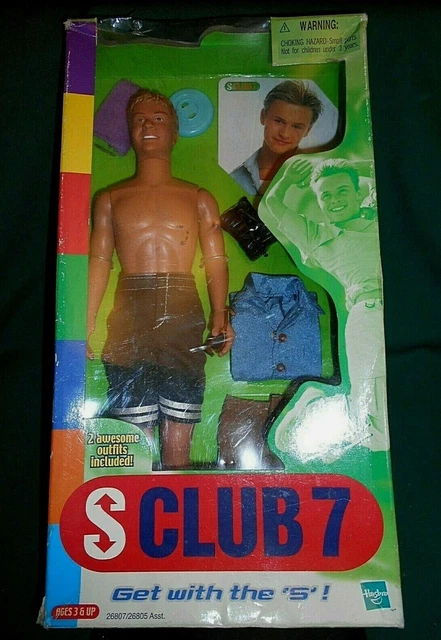 WARNING:
CHOKING HAZARD-Small parts.
Not for children under 3 years.
2 awesome
outfits
included!
S CLUB 7
Get with the 'S'!
Hasbro
AGES 3 & UP
26807/26805 Asst.